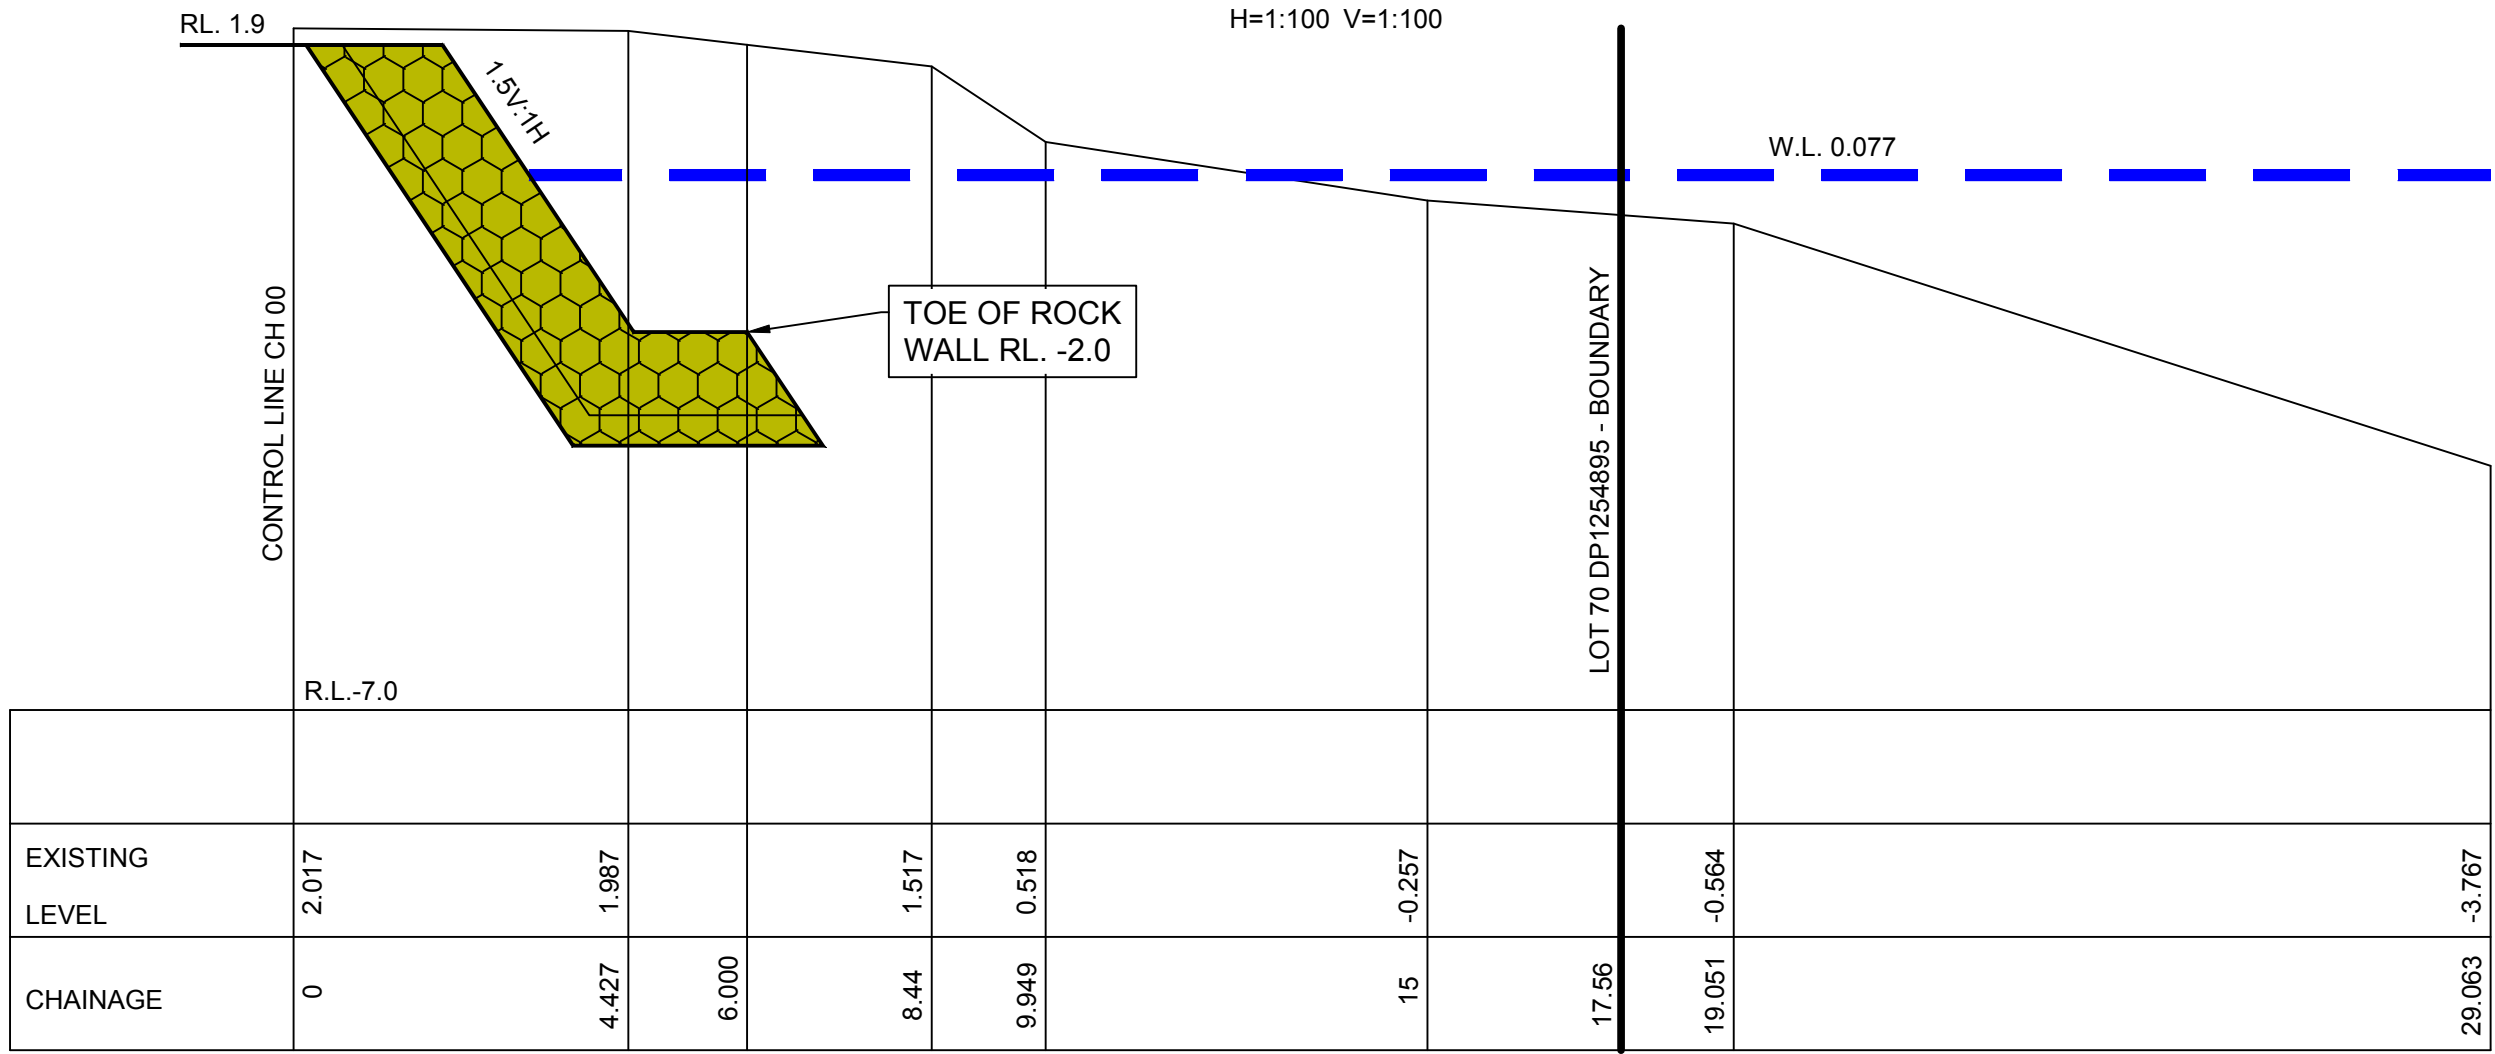 RL. 1.9
H=1:100 V=1:100
1.5V:1H
W.L. 0.077
CONTROL LINE CH 00
TOE OF ROCK
WALL RL. -2.0
LOT 70 DP1254895 - BOUNDARY
R.L.-7.0
EXISTING
LEVEL
2.017
1.987
1.517
0.518
-0.257
-0.564
-3.767
CHAINAGE
0
4.427
6.000
8.44
9.949
15
17.56
19.051
29.063